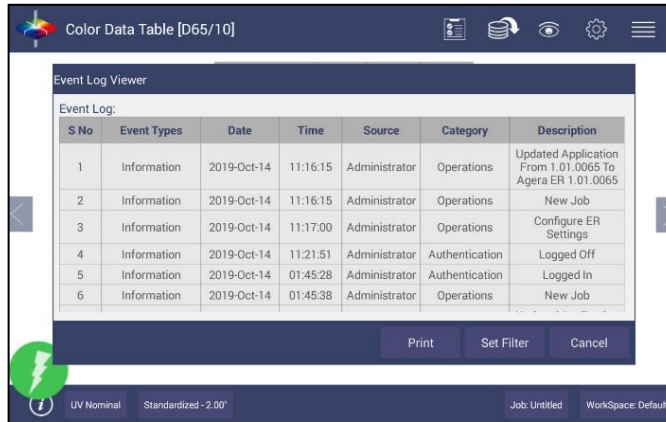 Color Data Table [D65/10]
Event Log Viewer
Event Log:
S No Event Types Date Time Source Category Description
1 Information 2019-Oct-14 11:16:15 Administrator Operations Updated Application From 1.01.0065 To Agera ER 1.01.0065
2 Information 2019-Oct-14 11:16:15 Administrator Operations New Job
3 Information 2019-Oct-14 11:17:00 Administrator Operations Configure ER Settings
4 Information 2019-Oct-14 11:21:51 Administrator Authentication Logged Off
5 Information 2019-Oct-14 01:45:28 Administrator Authentication Logged In
6 Information 2019-Oct-14 01:45:38 Administrator Operations New Job
Print Set Filter Cancel
i UV Nominal Standardized - 2.00" Job: Untitled WorkSpace: Default